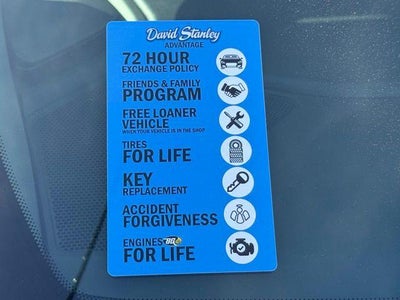 David Stanley
ADVANTAGE
72 HOUR
EXCHANGE POLICY
FRIENDS & FAMILY
PROGRAM
FREE LOANER
VEHICLE
WHEN YOUR VEHICLE IS IN THE SHOP
TIRES
FOR LIFE
KEY
REPLACEMENT
ACCIDENT
FORGIVENESS
ENGINES BG
FOR LIFE